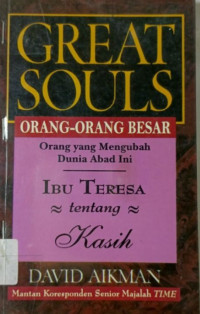 GREAT
SOULS
ORANG-ORANG BESAR
Orang yang Mengubah
Dunia Abad Ini
IBU TERESA
≈ tentang ≈
Kasih
DAVID AIKMAN
Mantan Koresponden Senior Majalah TIME